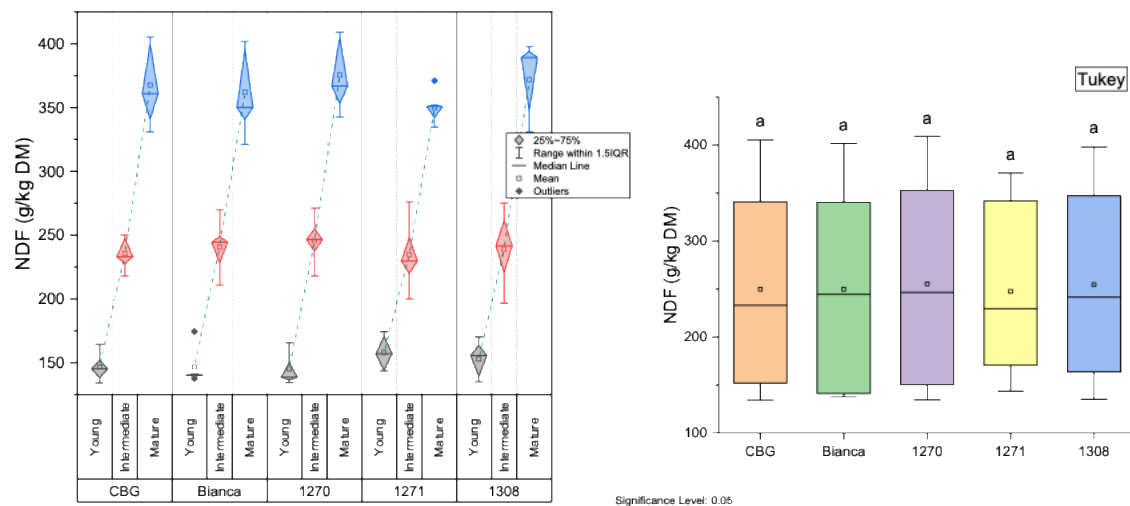 NDF (g/kg DM)
400
350
300
250
200
150
25%~75%
Range within 1.5IQR
Median Line
Mean
Outliers
Young Intermediate Mature Young Intermediate Mature Young Intermediate Mature Young Intermediate Mature Young Intermediate Mature
CBG Bianca 1270 1271 1308
Tukey
a a a a a
NDF (g/kg DM)
400
300
200
100
CBG Bianca 1270 1271 1308
Significance Level: 0.05